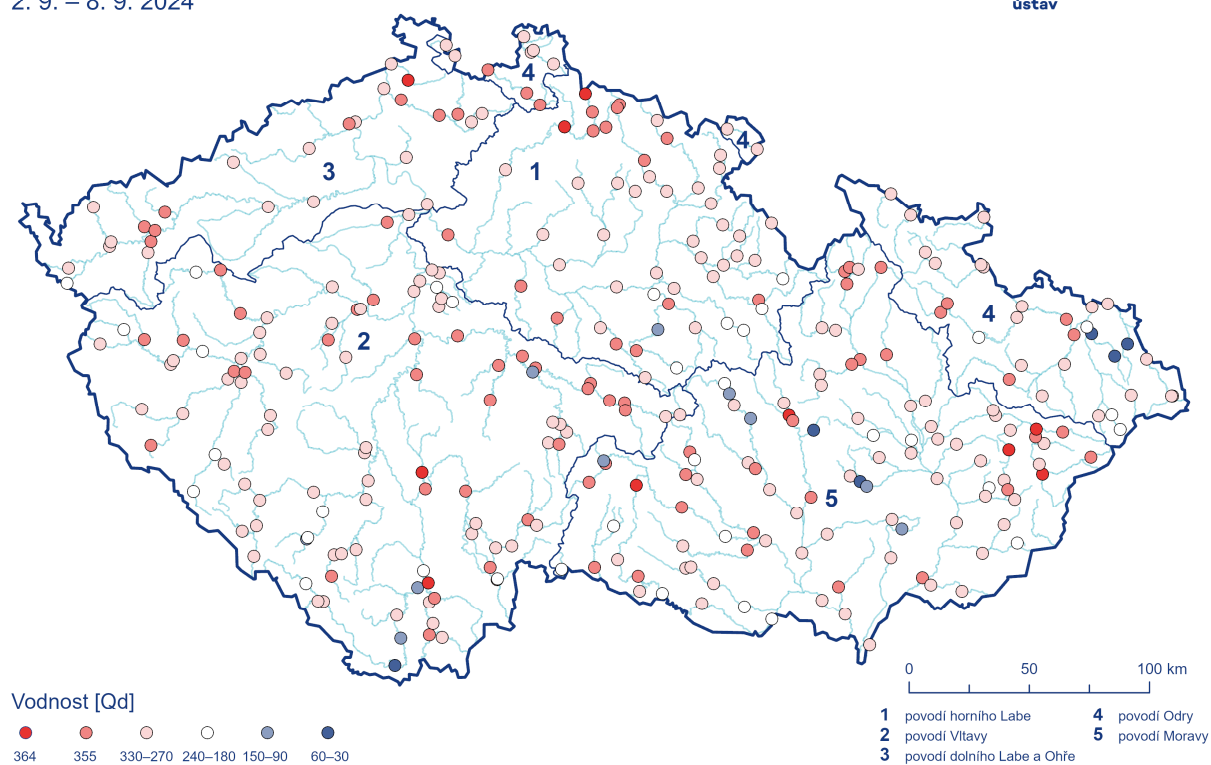 2. 9. – 8. 9. 2024
ústav
4
4
3
1
2
4
5
0 50 100 km
Vodnost [Qd]
364 355 330–270 240–180 150–90 60–30
1 povodí horního Labe 4 povodí Odry
2 povodí Vltavy 5 povodí Moravy
3 povodí dolního Labe a Ohře